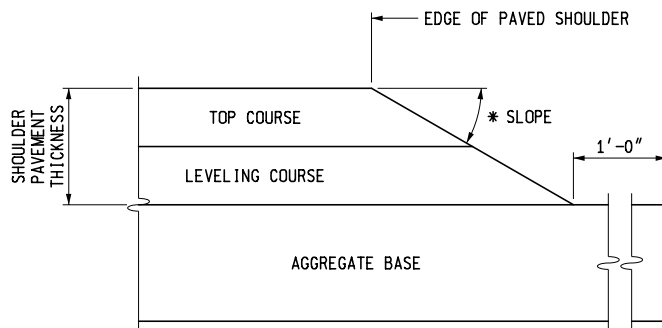 EDGE OF PAVED SHOULDER
TOP COURSE
* SLOPE
SHOULDER
PAVEMENT
THICKNESS
1'-0"
LEVELING COURSE
AGGREGATE BASE